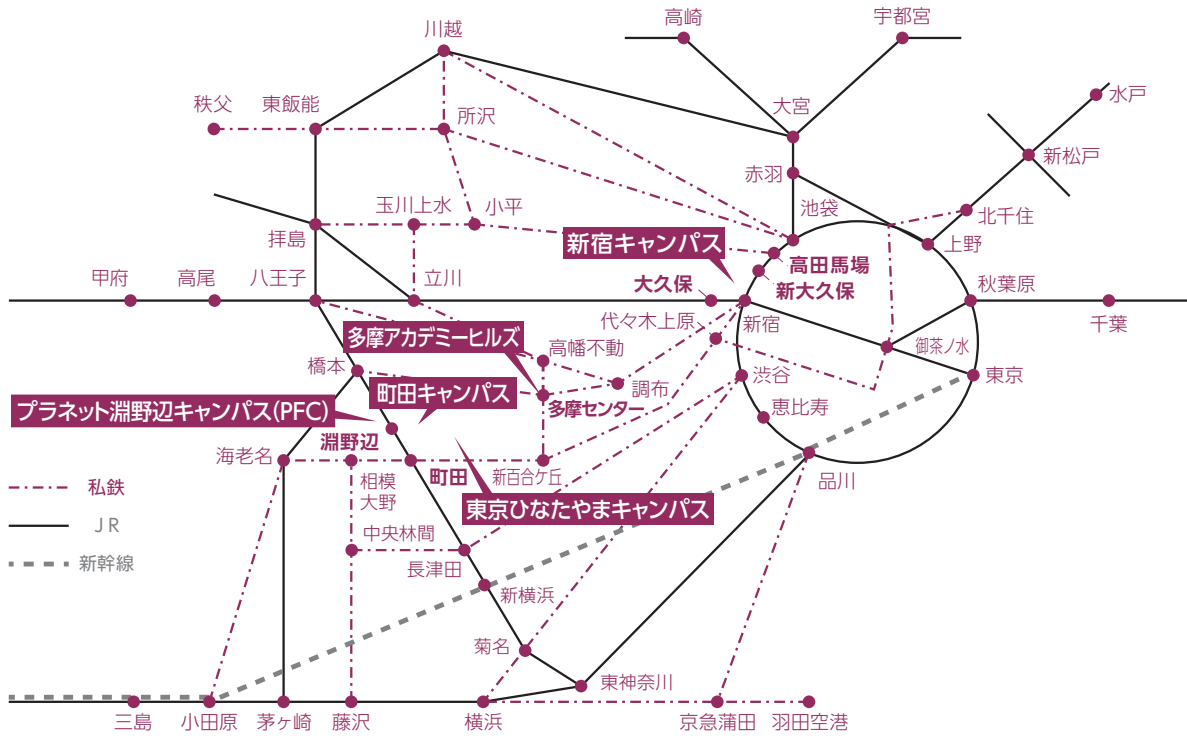 川越
高崎
宇都宮
秩父
東飯能
所沢
大宮
水戸
赤羽
新松戸
玉川上水
小平
池袋
北千住
拝島
新宿キャンパス
上野
高田馬場
甲府
高尾
八王子
立川
大久保
新大久保
秋葉原
代々木上原
新宿
千葉
多摩アカデミーヒルズ
高幡不動
御茶ノ水
橋本
町田キャンパス
調布
渋谷
東京
多摩センター
プラネット淵野辺キャンパス(PFC)
恵比寿
淵野辺
海老名
町田
新百合ケ丘
品川
私鉄
相模
大野
東京ひなたやまキャンパス
JR
中央林間
新幹線
長津田
新横浜
菊名
東神奈川
三島
小田原
茅ヶ崎
藤沢
横浜
京急蒲田
羽田空港